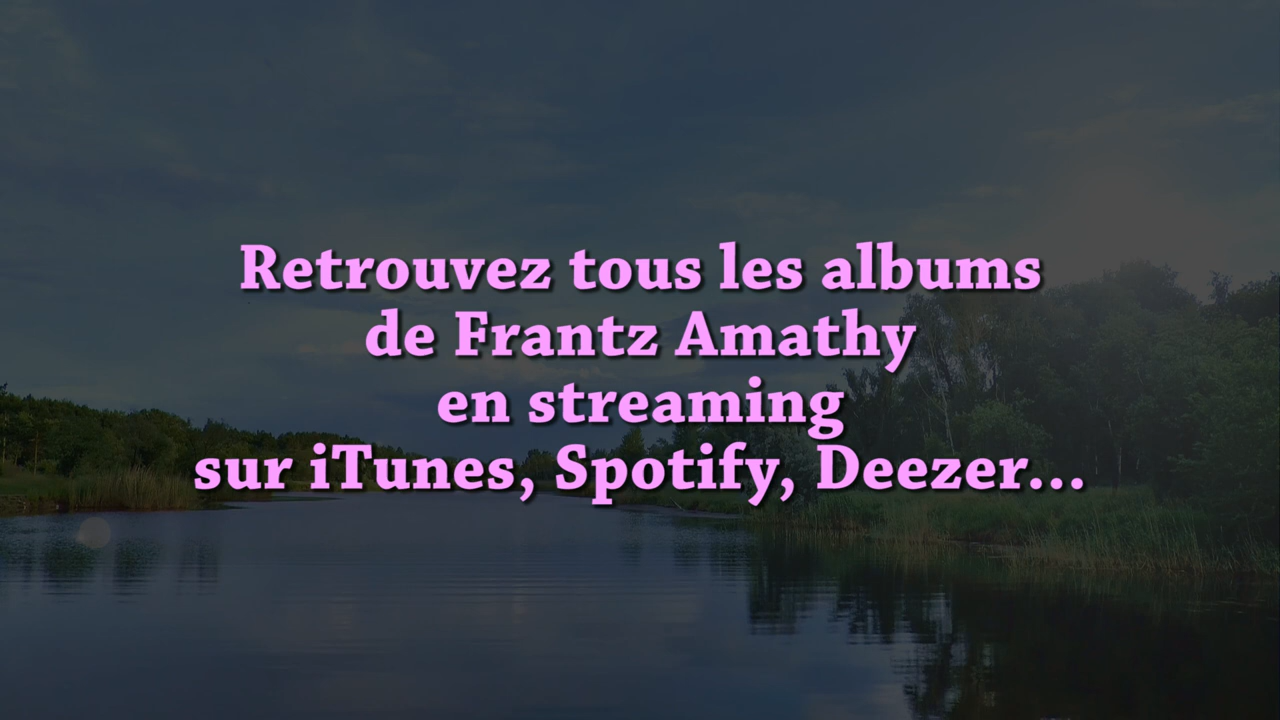 Retrouvez tous les albums
de Frantz Amathy
en streaming
sur iTunes, Spotify, Deezer...